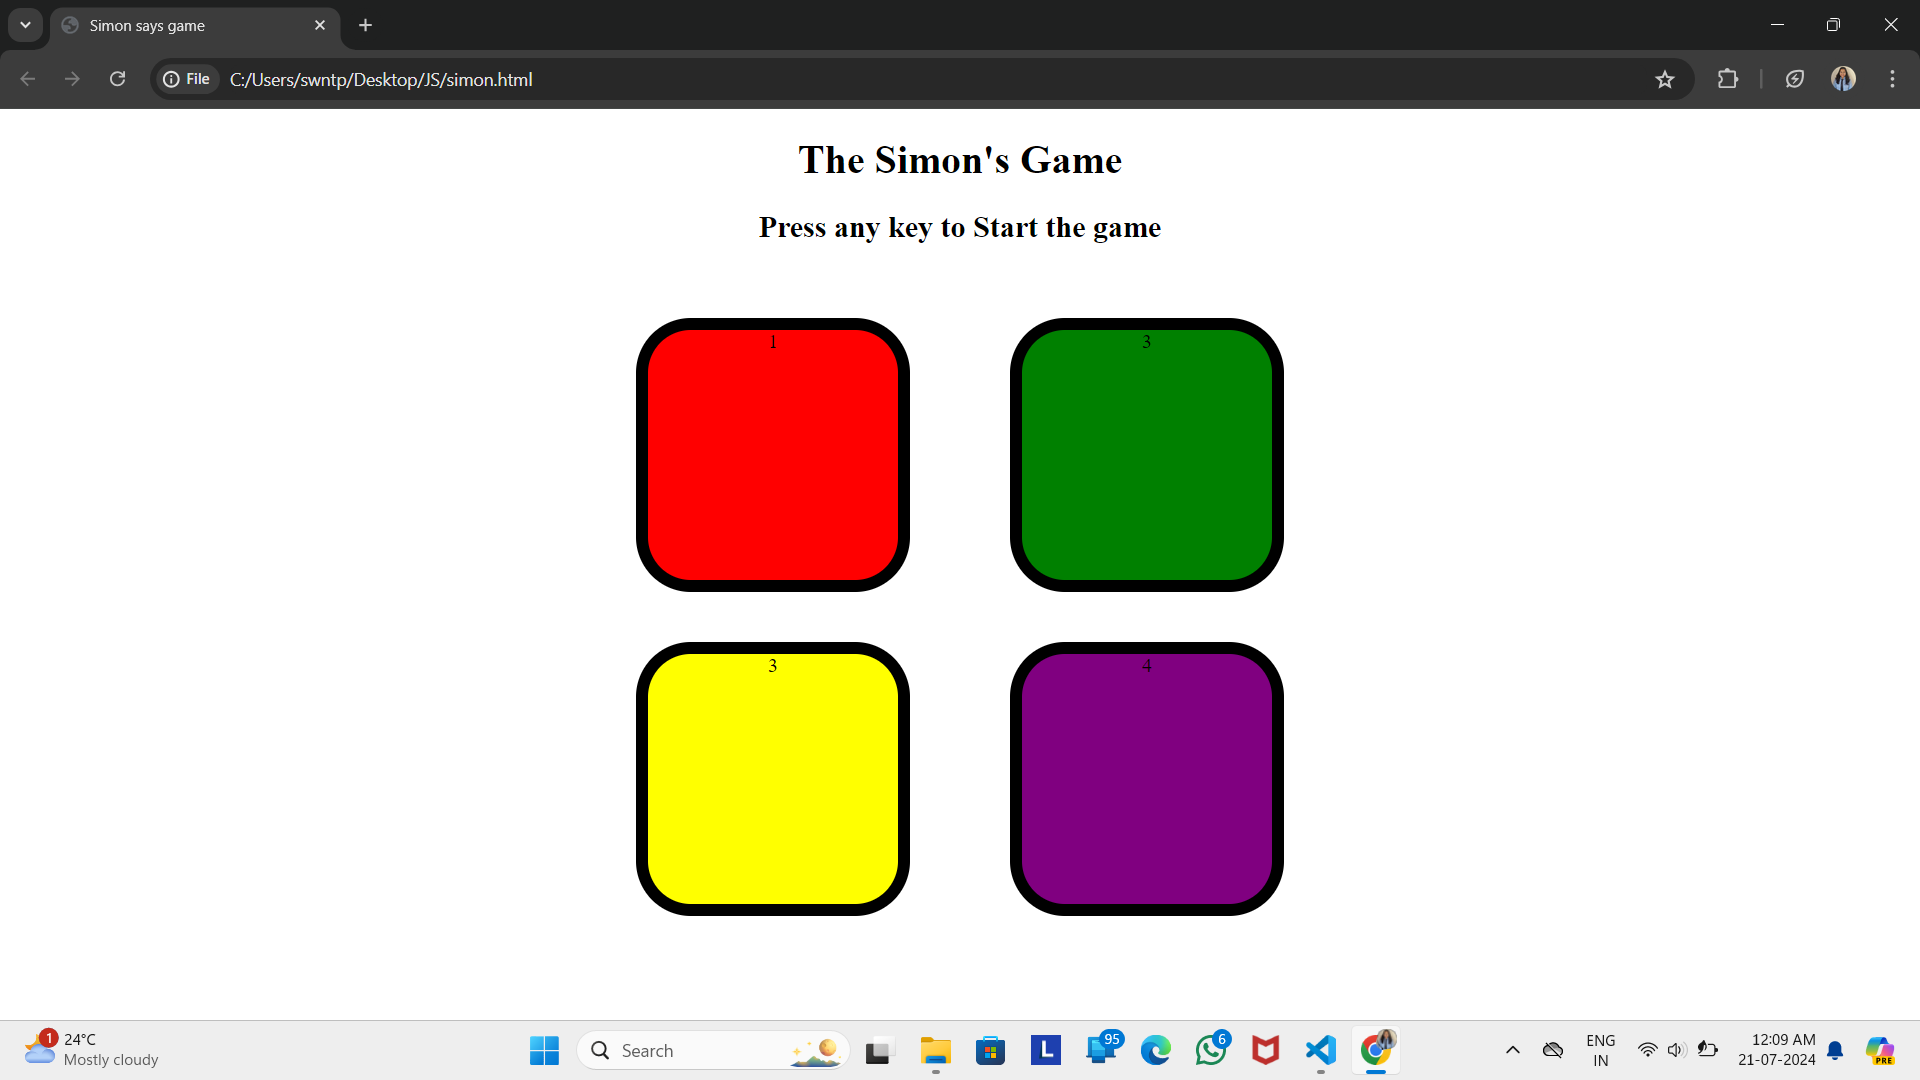 Simon says game
File
C:/Users/swntp/Desktop/JS/simon.html
The Simon's Game
Press any key to Start the game
1
3
3
4
1
24°C
Mostly cloudy
Search
L
95
6
ENG
IN
12:09 AM
21-07-2024
PRE